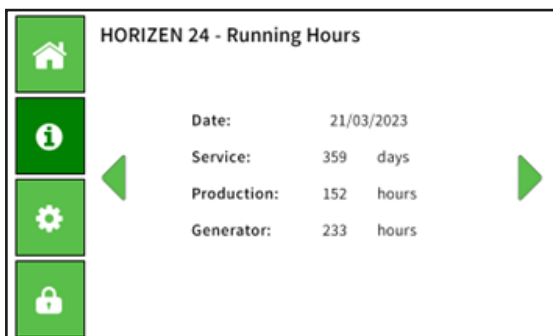 HORIZEN 24 - Running Hours
Date: 21/03/2023
Service: 359 days
Production: 152 hours
Generator: 233 hours